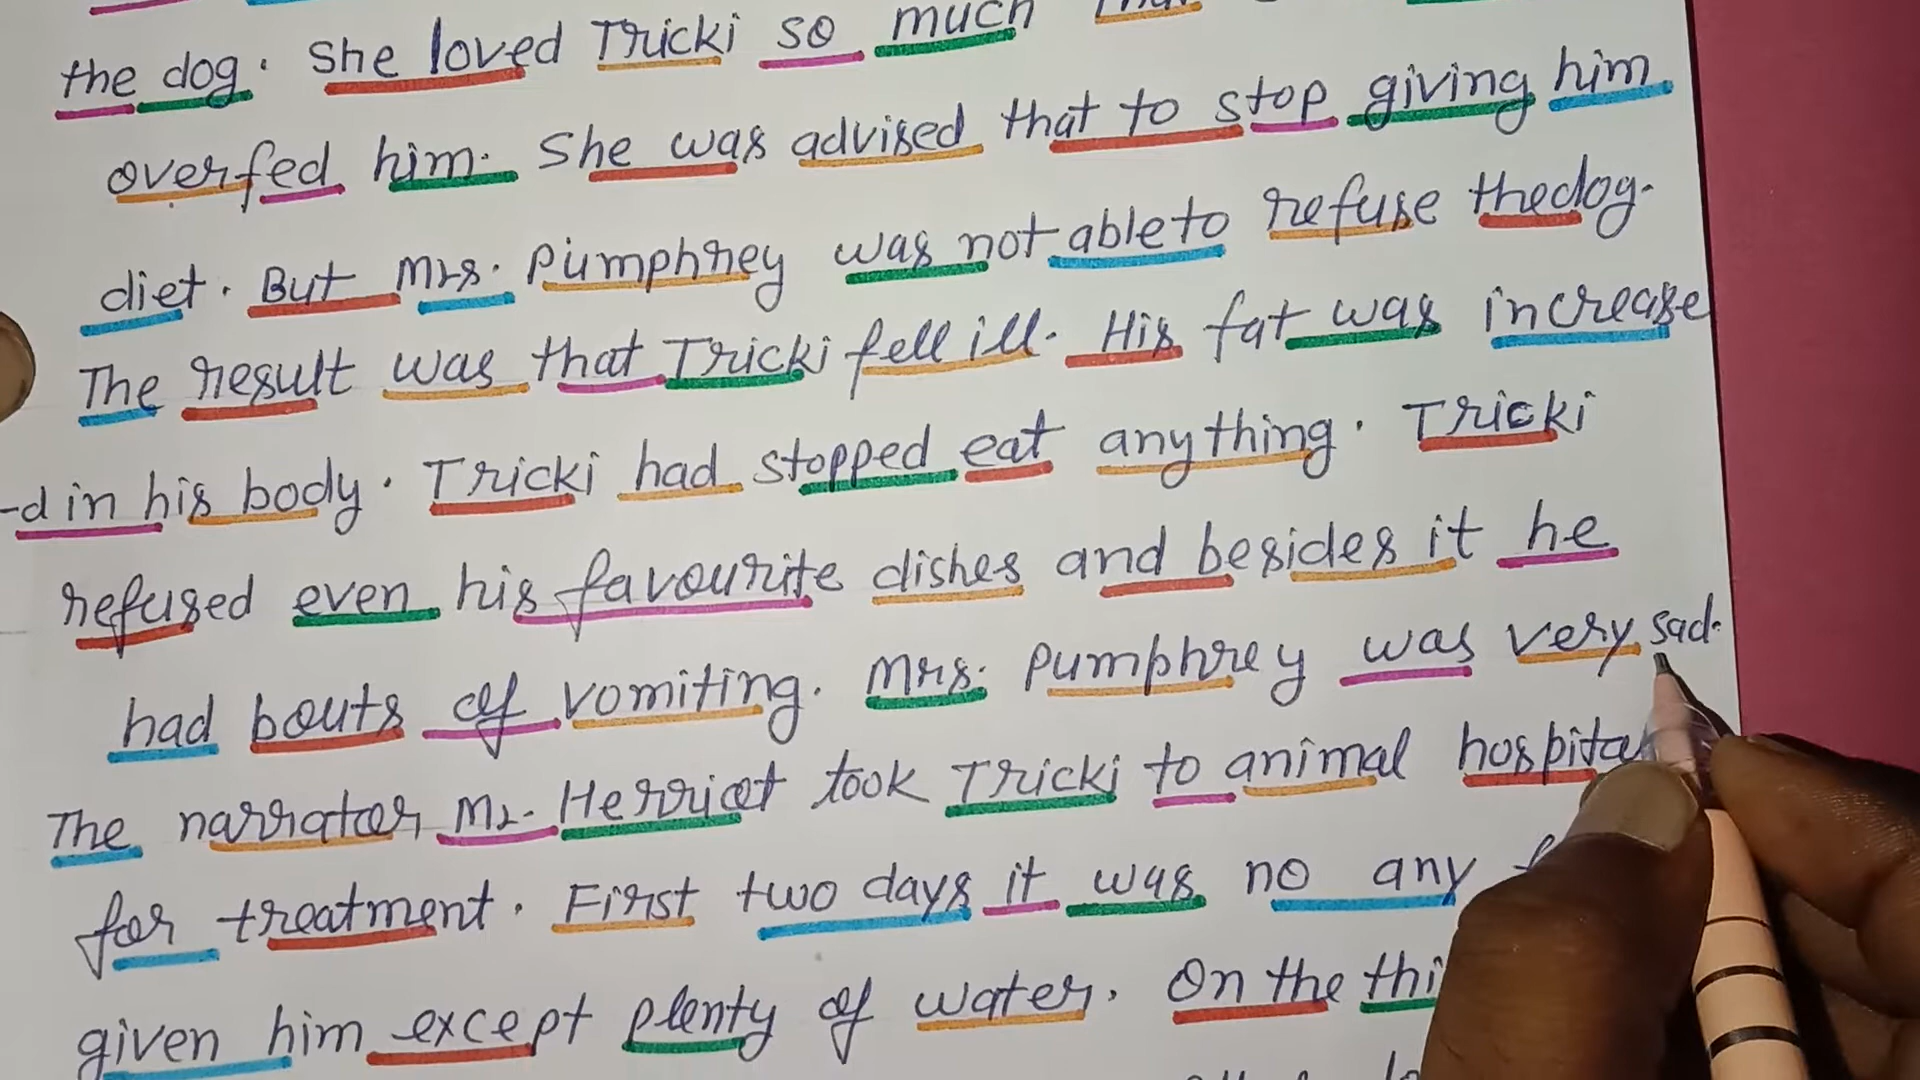 the dog. She loved Tricki so much
overfed him. She was advised that to stop giving him
diet. But Mrs. Pumphrey was not able to refuse the dog.
The result was that Tricki fell ill. His fat was increase
-d in his body. Tricki had stopped eat anything. Tricki
refused even his favourite dishes and besides it he
had bouts of vomiting. Mrs. Pumphrey was very sad.
The narrator, Mr. Herriot took Tricki to animal
for treatment. First two days it was no any
given him except plenty of water. On the